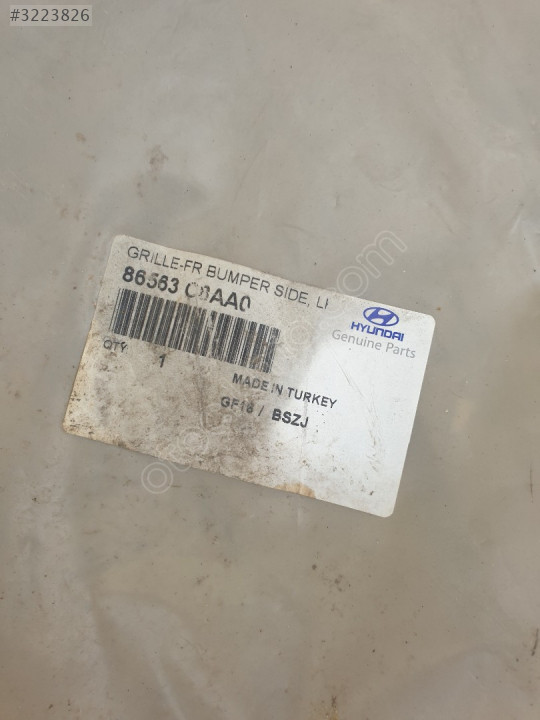 #3223826
GRILLE-FR BUMPER SIDE, LH
86563 C8AA0
HYUNDAI
Genuine Parts
QTY 1
MADE IN TURKEY
GF18 / BSZJ